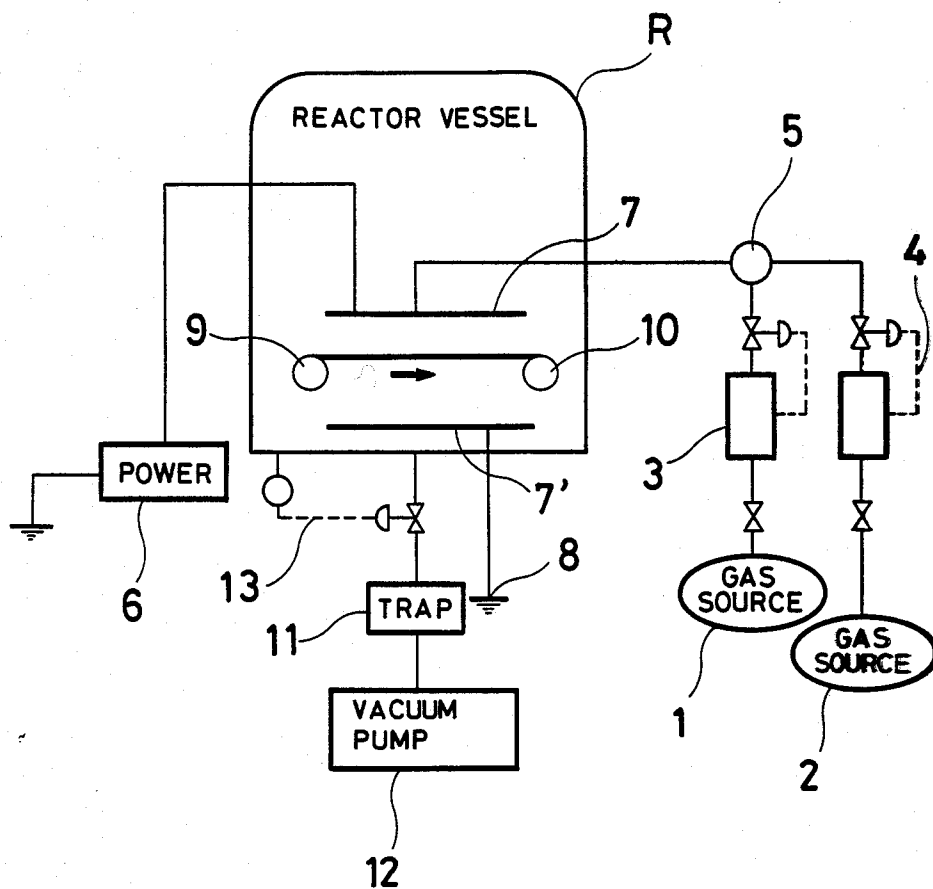 R
REACTOR VESSEL
5
7
4
9
10
3
POWER
7'
6
13
8
GAS
SOURCE
TRAP
11
GAS
SOURCE
1
VACUUM
PUMP
2
12